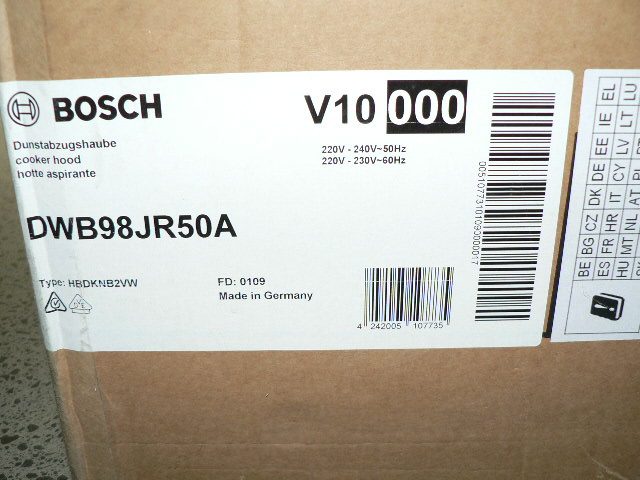 BOSCH
V10 000
Dunstabzugshaube
cooker hood
hotte aspirante
220V - 240V~50Hz
220V - 230V~60Hz
DWB98JR50A
Type: HBDKNB2VW
FD: 0109
Made in Germany
4 242005 107735
BE BG CZ DK DE EE IE EL
ES FR HR IT CY LV LT LU
HU MT NL AT PL